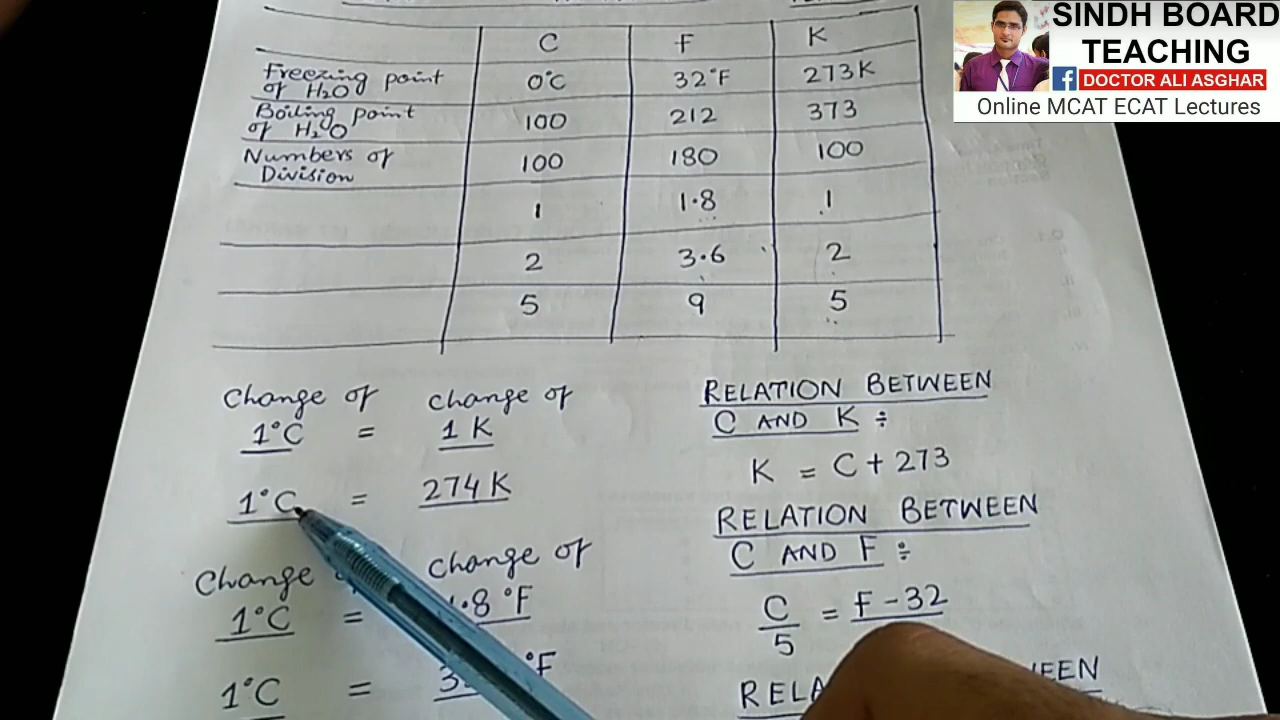 SINDH BOARD
TEACHING
DOCTOR ALI ASGHAR
Online MCAT ECAT Lectures
C F K
Freezing point of H2O 0°C 32°F 273K
Boiling point of H2O 100 212 373
Numbers of Division 100 180 100
1 1.8 1
2 3.6 2
5 9 5
Change of change of
1°C = 1 K
1°C = 274 K
Change change of
1°C = .8 °F
1°C = °F
RELATION BETWEEN
C AND K ÷
K = C + 273
RELATION BETWEEN
C AND F ÷
C/5 = F - 32